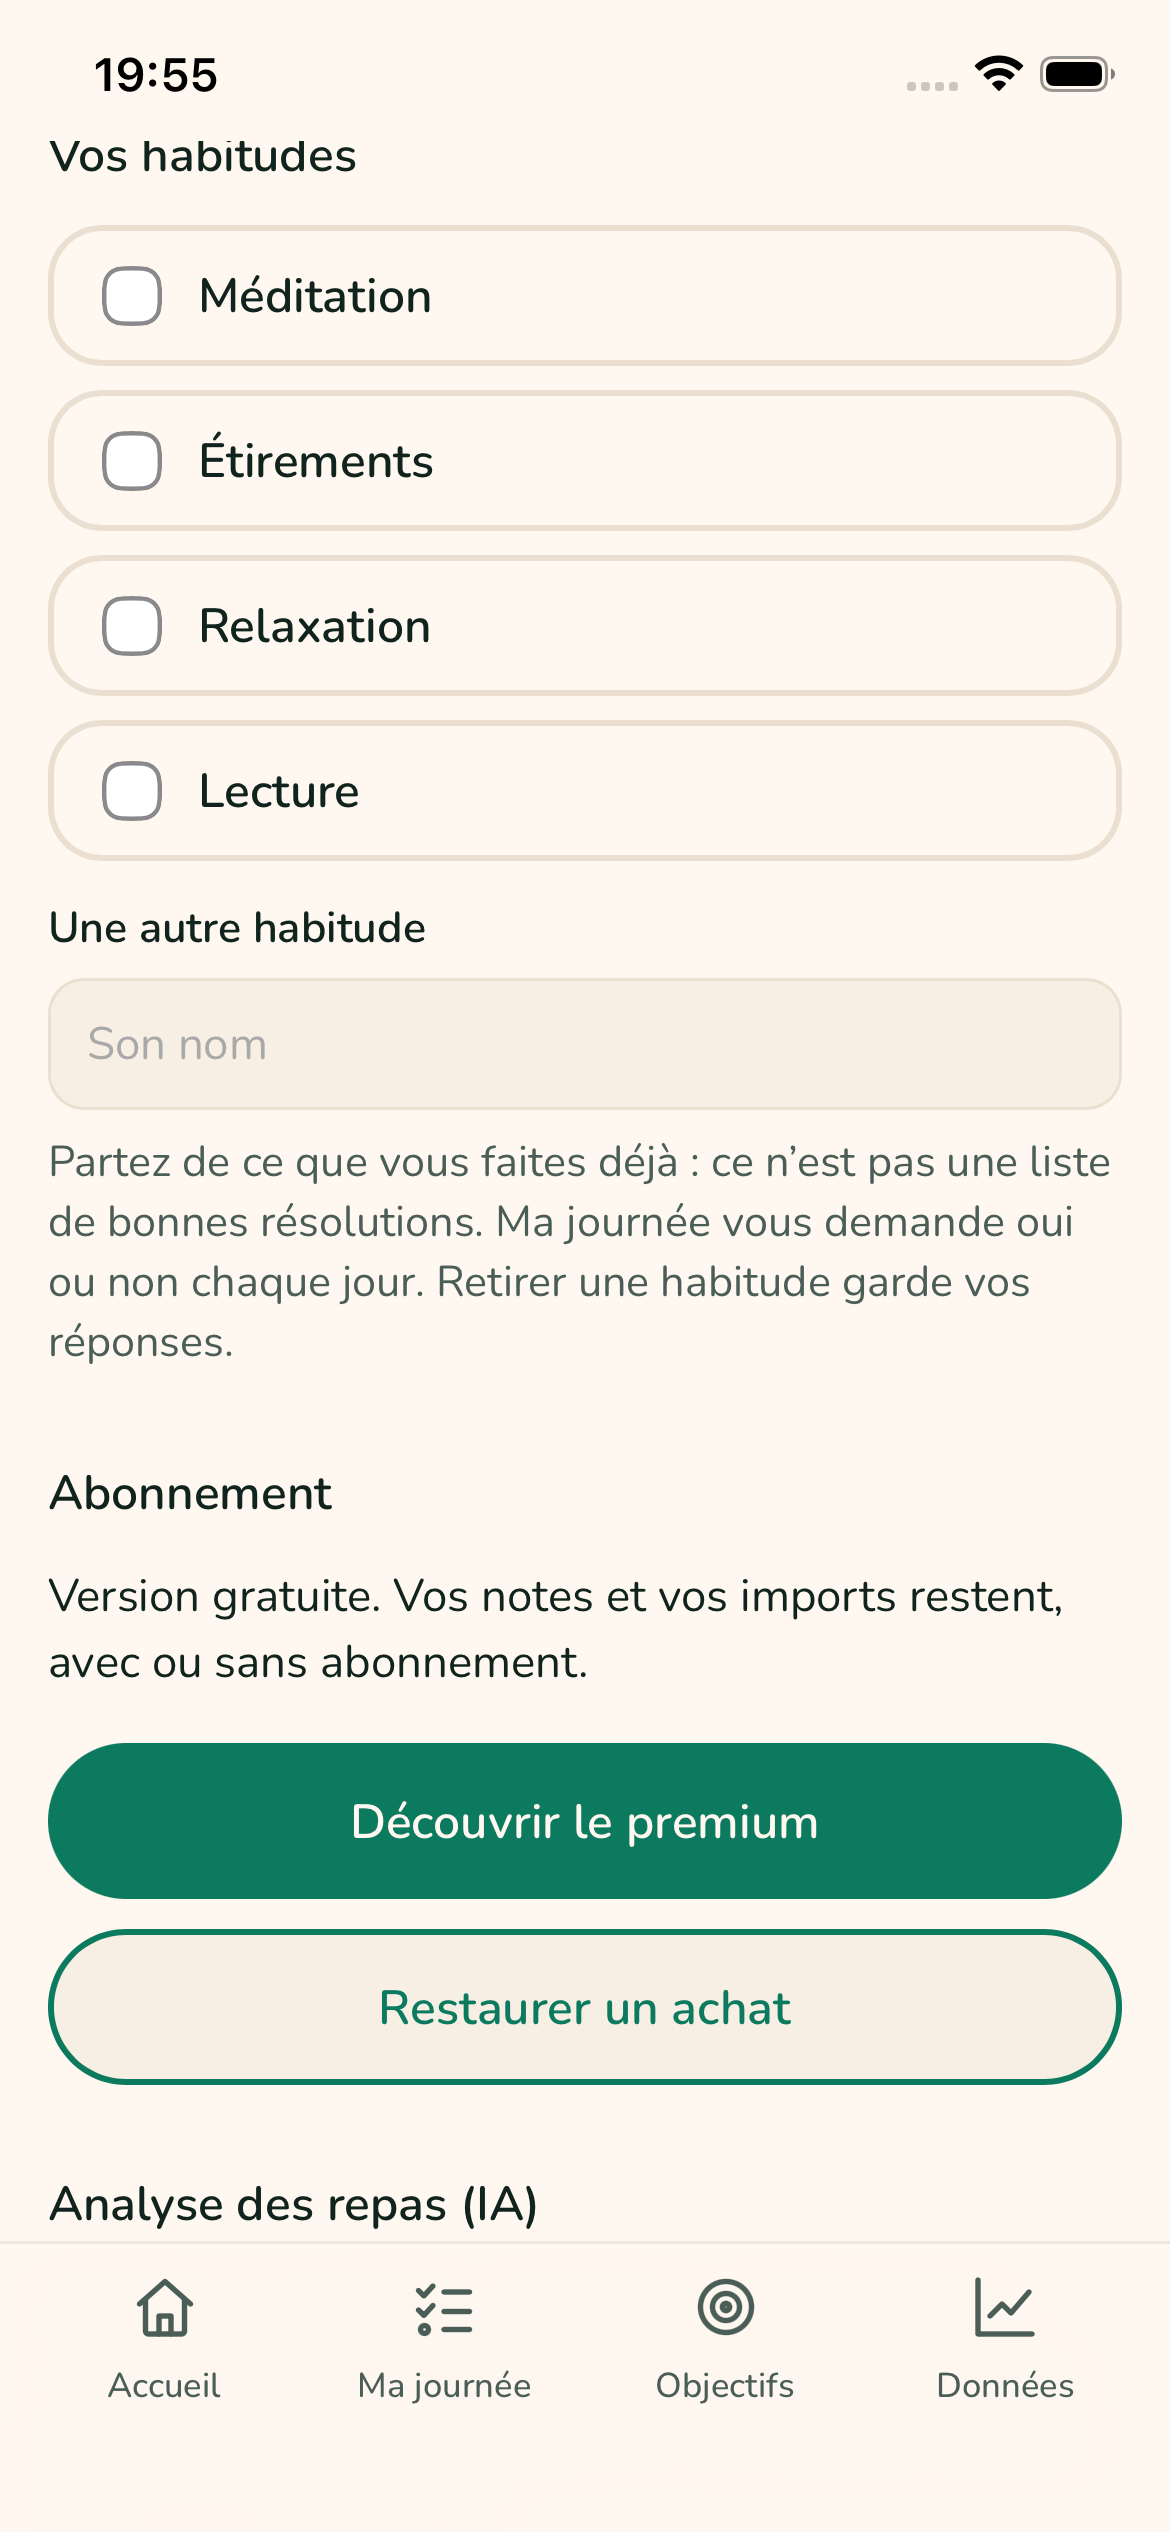 19:55
Vos habitudes
Méditation
Étirements
Relaxation
Lecture
Une autre habitude
Son nom
Partez de ce que vous faites déjà : ce n’est pas une liste
de bonnes résolutions. Ma journée vous demande oui
ou non chaque jour. Retirer une habitude garde vos
réponses.
Abonnement
Version gratuite. Vos notes et vos imports restent,
avec ou sans abonnement.
Découvrir le premium
Restaurer un achat
Analyse des repas (IA)
Accueil
Ma journée
Objectifs
Données